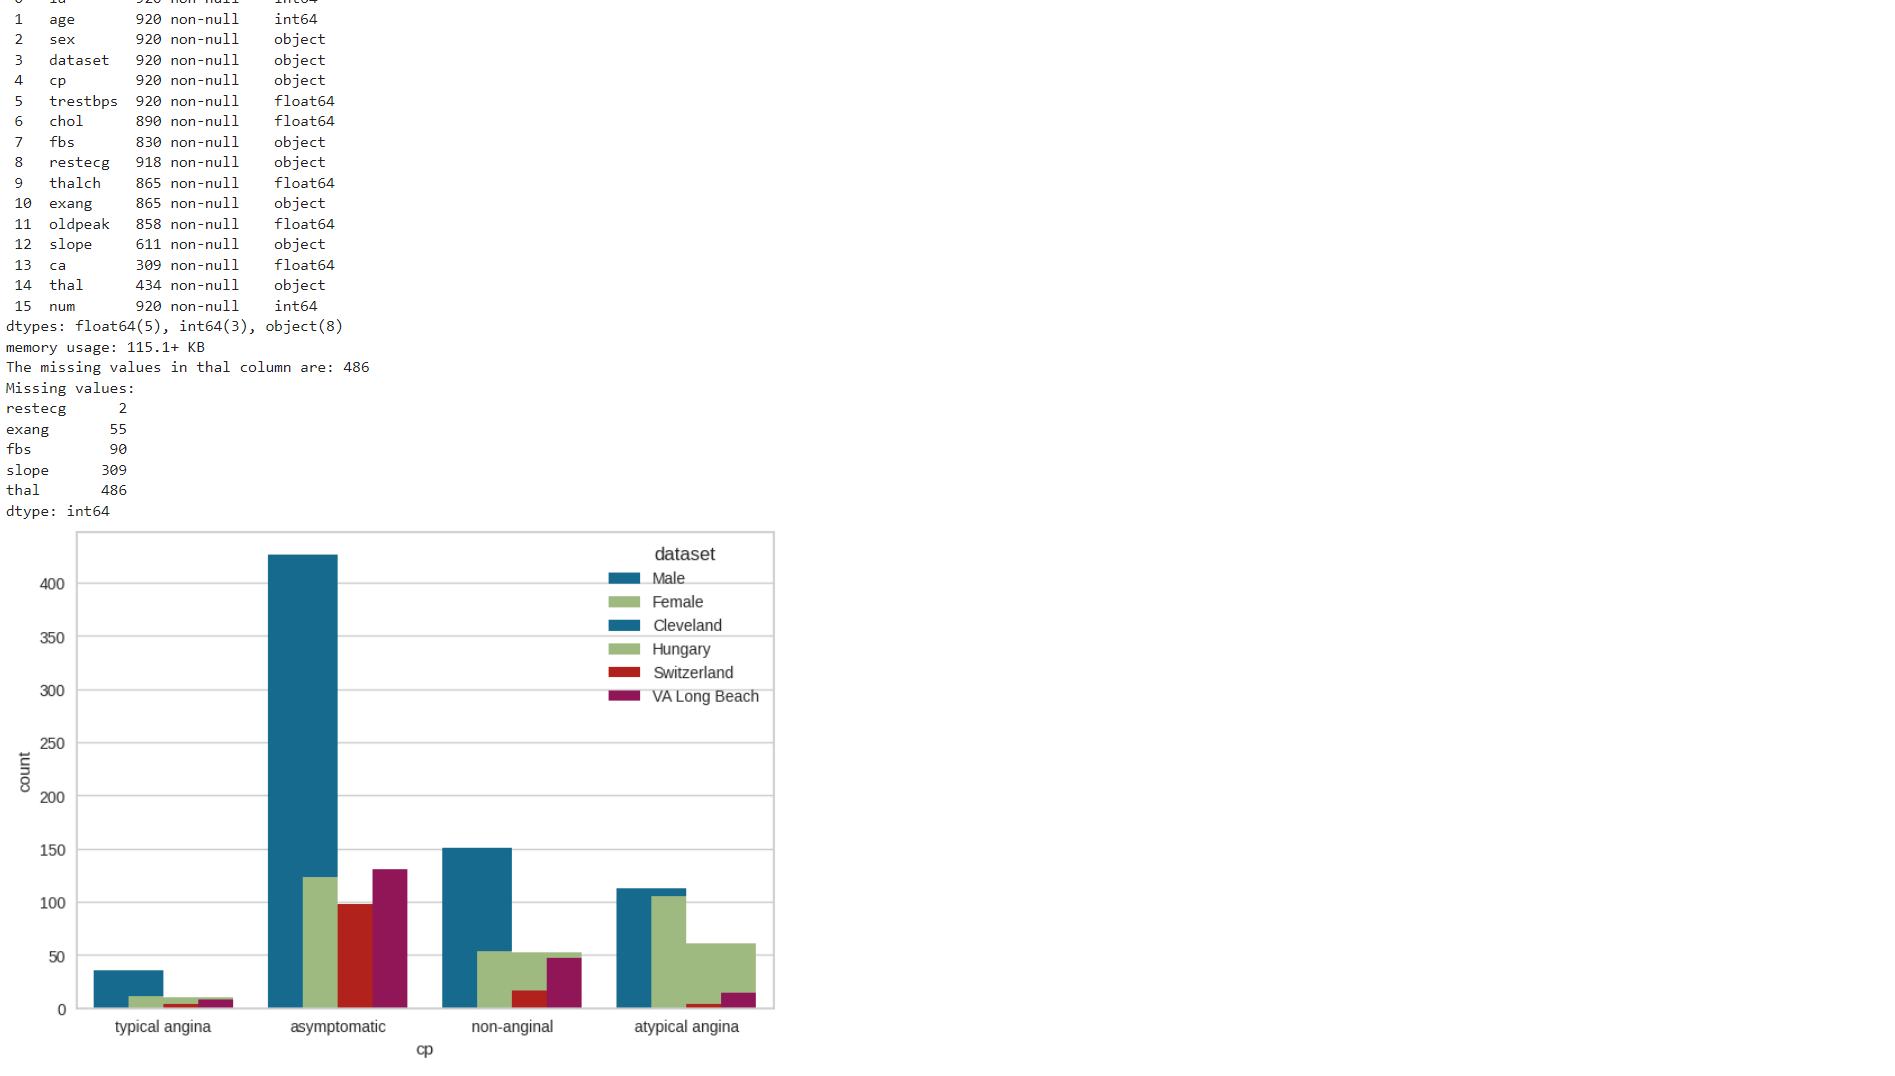 1 age 920 non-null int64
2 sex 920 non-null object
3 dataset 920 non-null object
4 cp 920 non-null object
5 trestbps 920 non-null float64
6 chol 890 non-null float64
7 fbs 830 non-null object
8 restecg 918 non-null object
9 thalch 865 non-null float64
10 exang 865 non-null object
11 oldpeak 858 non-null float64
12 slope 611 non-null object
13 ca 309 non-null float64
14 thal 434 non-null object
15 num 920 non-null int64
dtypes: float64(5), int64(3), object(8)
memory usage: 115.1+ KB
The missing values in thal column are: 486
Missing values:
restecg 2
exang 55
fbs 90
slope 309
thal 486
dtype: int64
dataset
Male
Female
Cleveland
Hungary
Switzerland
VA Long Beach
count
400
350
300
250
200
150
100
50
0
typical angina asymptomatic non-anginal atypical angina
cp